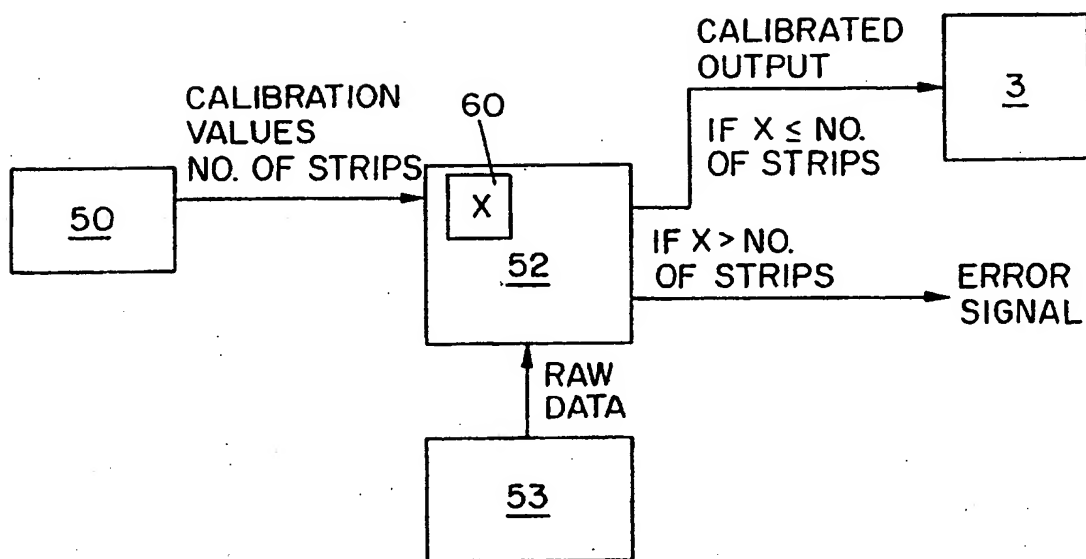 CALIBRATION
VALUES
NO. OF STRIPS
50
60
X
52
CALIBRATED
OUTPUT
IF X ≤ NO.
OF STRIPS
3
IF X > NO.
OF STRIPS
ERROR
SIGNAL
RAW
DATA
53